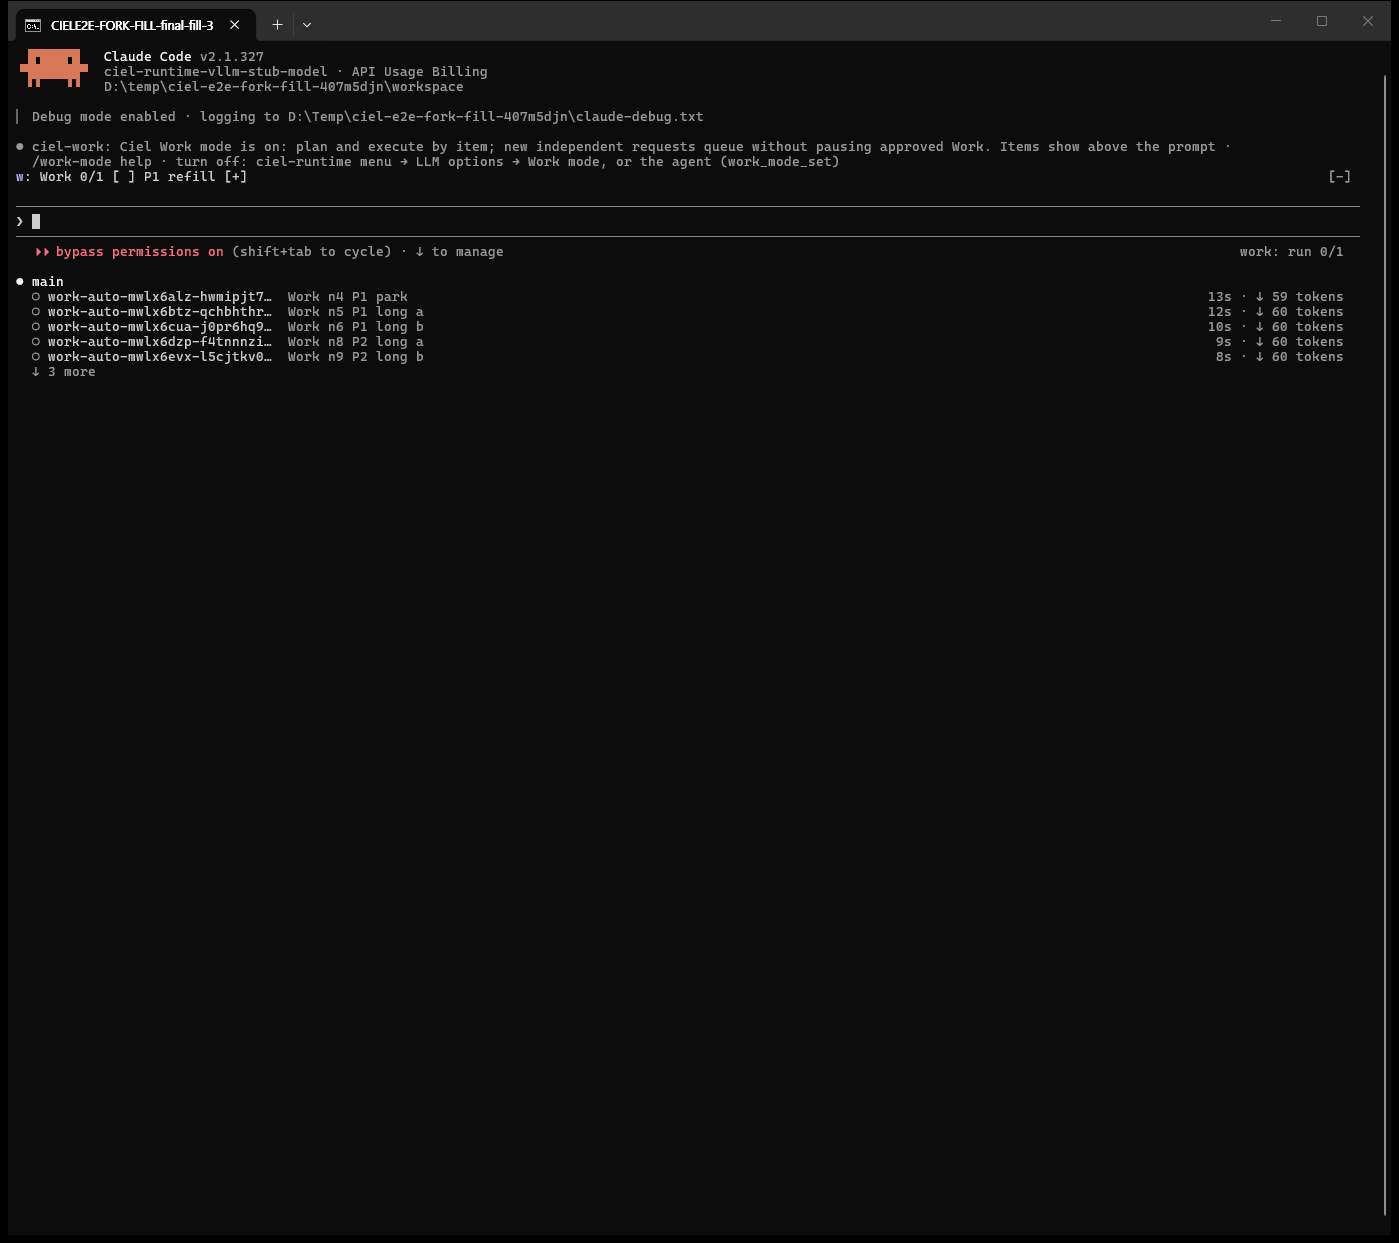 CIELE2E-FORK-FILL-final-fill-3
Claude Code v2.1.327
ciel-runtime-vllm-stub-model · API Usage Billing
D:\temp\ciel-e2e-fork-fill-407m5djn\workspace
Debug mode enabled · logging to D:\Temp\ciel-e2e-fork-fill-407m5djn\claude-debug.txt
● ciel-work: Ciel Work mode is on: plan and execute by item; new independent requests queue without pausing approved Work. Items show above the prompt ·
/work-mode help · turn off: ciel-runtime menu → LLM options → Work mode, or the agent (work_mode_set)
w: Work 0/1 [ ] P1 refill [+] [-]
❯
⏵⏵ bypass permissions on (shift+tab to cycle) · ↓ to manage work: run 0/1
● main
○ work-auto-mwlx6alz-hwmipjt7… Work n4 P1 park 13s · ↓ 59 tokens
○ work-auto-mwlx6btz-qchbhthr… Work n5 P1 long a 12s · ↓ 60 tokens
○ work-auto-mwlx6cua-j0pr6hq9… Work n6 P1 long b 10s · ↓ 60 tokens
○ work-auto-mwlx6dzp-f4tnnnzi… Work n8 P2 long a 9s · ↓ 60 tokens
○ work-auto-mwlx6evx-l5cjtkv0… Work n9 P2 long b 8s · ↓ 60 tokens
↓ 3 more